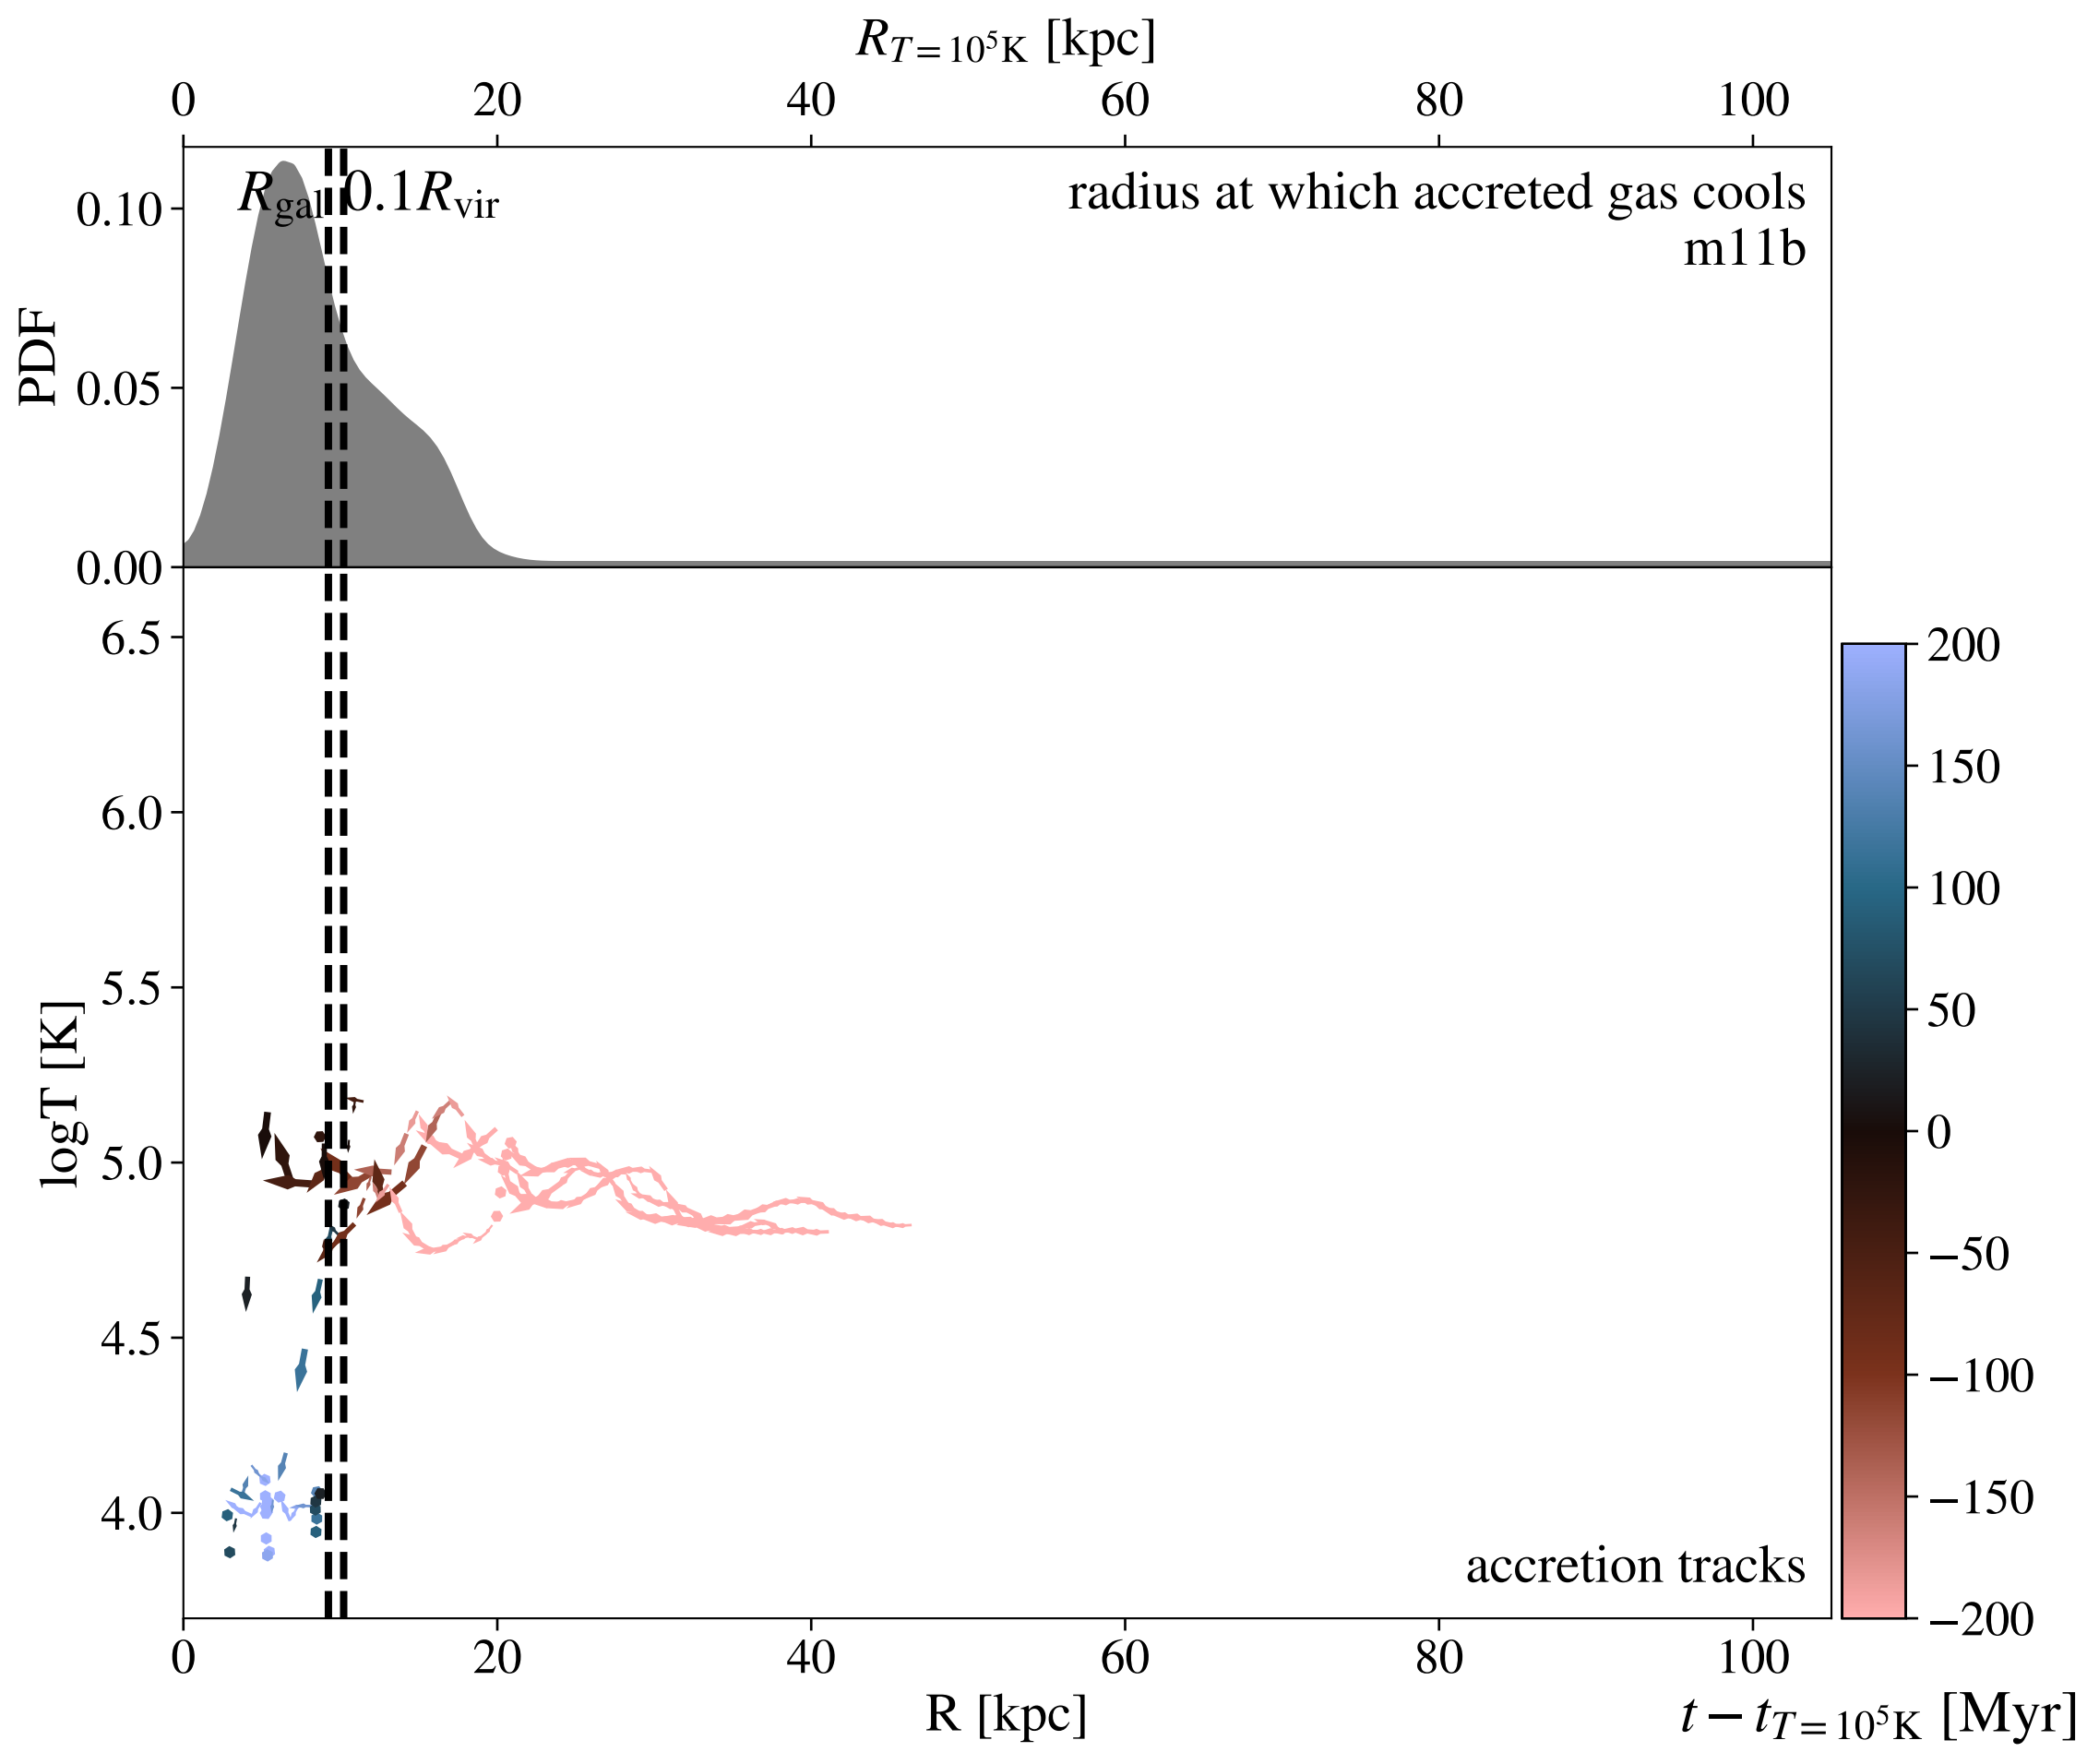 R_{T=10^5K} [kpc]
0 20 40 60 80 100
R_gal 0.1R_vir
radius at which accreted gas cools
m11b
PDF
0.10
0.05
0.00
logT [K]
6.5
6.0
5.5
5.0
4.5
4.0
accretion tracks
0 20 40 60 80 100
R [kpc]
200
150
100
50
0
−50
−100
−150
−200
t − t_{T=10^5K} [Myr]